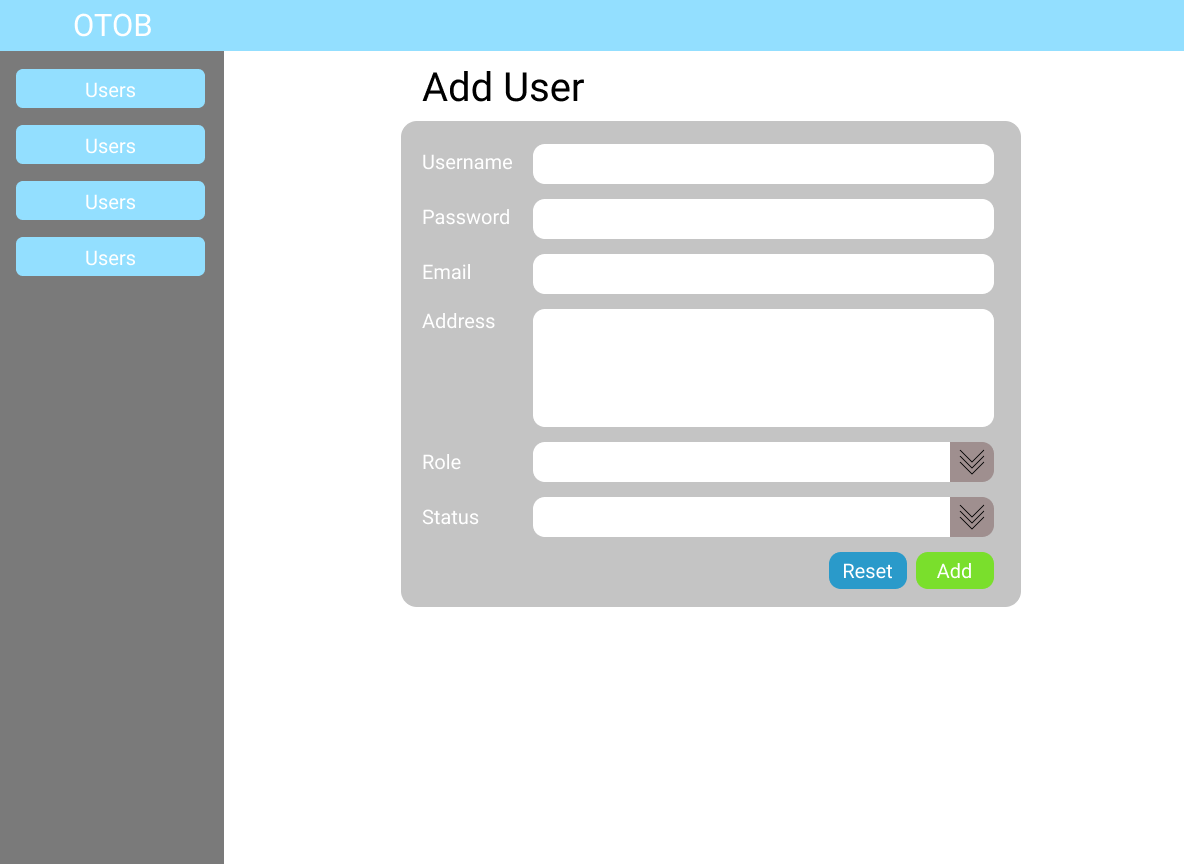 OTOB
Users
Users
Users
Users
Add User
Username
Password
Email
Address
Role
Status
Reset
Add